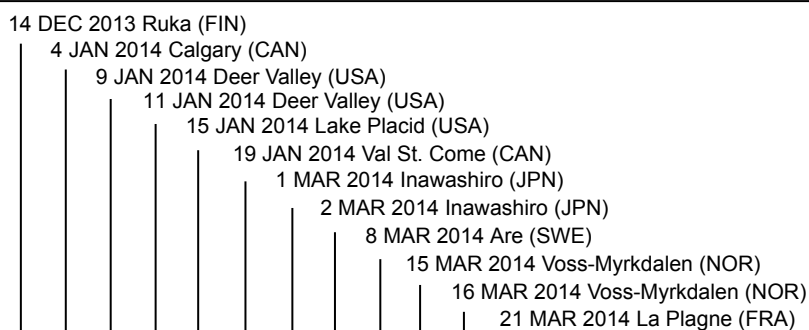 14 DEC 2013 Ruka (FIN)
4 JAN 2014 Calgary (CAN)
9 JAN 2014 Deer Valley (USA)
11 JAN 2014 Deer Valley (USA)
15 JAN 2014 Lake Placid (USA)
19 JAN 2014 Val St. Come (CAN)
1 MAR 2014 Inawashiro (JPN)
2 MAR 2014 Inawashiro (JPN)
8 MAR 2014 Are (SWE)
15 MAR 2014 Voss-Myrkdalen (NOR)
16 MAR 2014 Voss-Myrkdalen (NOR)
21 MAR 2014 La Plagne (FRA)